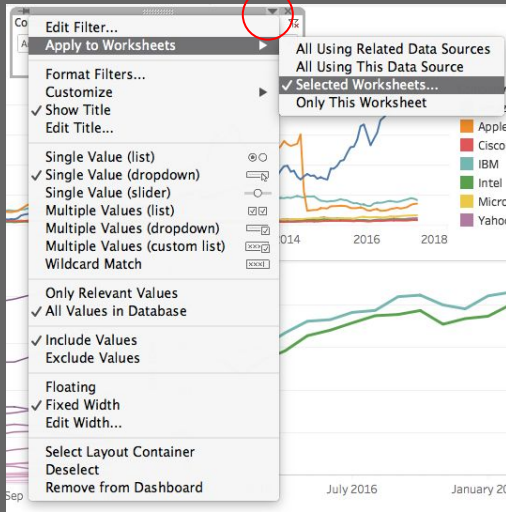 Co
Edit Filter...
Apply to Worksheets
Format Filters...
Customize
Show Title
Edit Title...
Single Value (list)
Single Value (dropdown)
Single Value (slider)
Multiple Values (list)
Multiple Values (dropdown)
Multiple Values (custom list)
Wildcard Match
Only Relevant Values
All Values in Database
Include Values
Exclude Values
Floating
Fixed Width
Edit Width...
Select Layout Container
Deselect
Remove from Dashboard
All Using Related Data Sources
All Using This Data Source
Selected Worksheets...
Only This Worksheet
Apple
Cisco
IBM
Intel
Micro
Yahoo
2014
2016
2018
Sep
July 2016
January 20